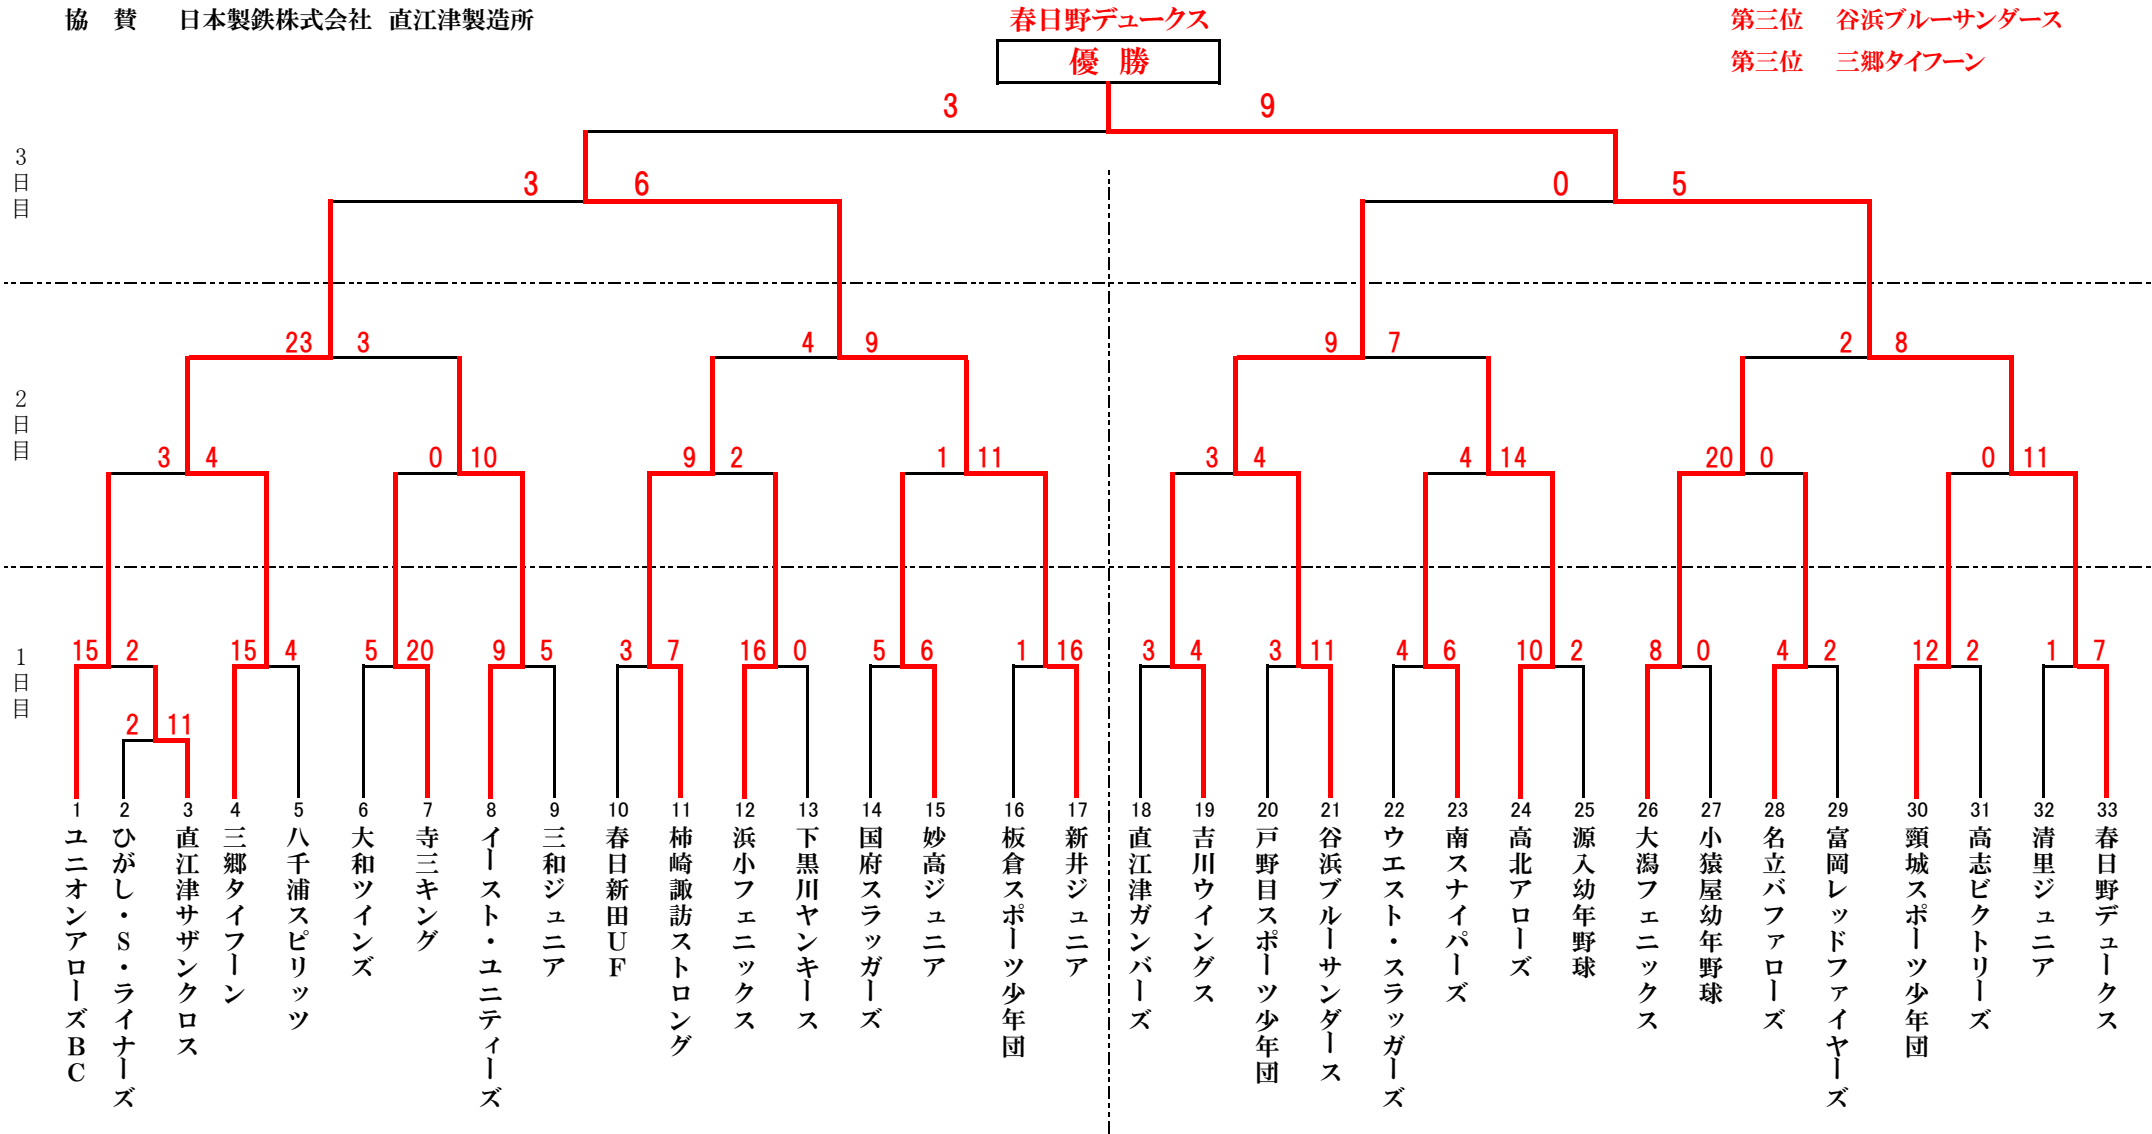 協 賛 日本製鉄株式会社 直江津製造所
春日野デュークス
優 勝
第三位 谷浜ブルーサンダース
第三位 三郷タイフーン
3 9
3日目
3 6 0 5
23 3 4 9 9 7 2 8
2日目
3 4 0 10 9 2 1 11 3 4 4 14 20 0 0 11
1日目
15 2 15 4 5 20 9 5 3 7 16 0 5 6 1 16 3 4 3 11 4 6 10 2 8 0 4 2 12 2 1 7
2 11
1 ユニオンアローズBC
2 ひがし・S・ライナーズ
3 直江津サザンクロス
4 三郷タイフーン
5 八千浦スピリッツ
6 大和ツインズ
7 寺三キング
8 イースト・ユニティーズ
9 三和ジュニア
10 春日新田UF
11 柿崎諏訪ストロング
12 浜小フェニックス
13 下黒川ヤンキース
14 国府スラッガーズ
15 妙高ジュニア
16 板倉スポーツ少年団
17 新井ジュニア
18 直江津ガンバーズ
19 吉川ウイングス
20 戸野目スポーツ少年団
21 谷浜ブルーサンダース
22 ウエスト・スラッガーズ
23 南スナイパーズ
24 高北アローズ
25 源入幼年野球
26 大潟フェニックス
27 小猿屋幼年野球
28 名立バファローズ
29 富岡レッドファイヤーズ
30 頸城スポーツ少年団
31 高志ビクトリーズ
32 清里ジュニア
33 春日野デュークス